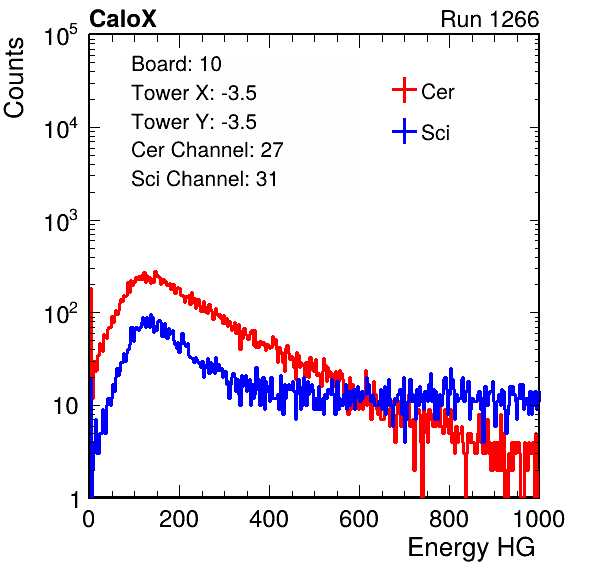 CaloX Run 1266
Counts
10^5
10^4
10^3
10^2
10
1
Board: 10
Tower X: -3.5
Tower Y: -3.5
Cer Channel: 27
Sci Channel: 31
Cer
Sci
0 200 400 600 800 1000
Energy HG